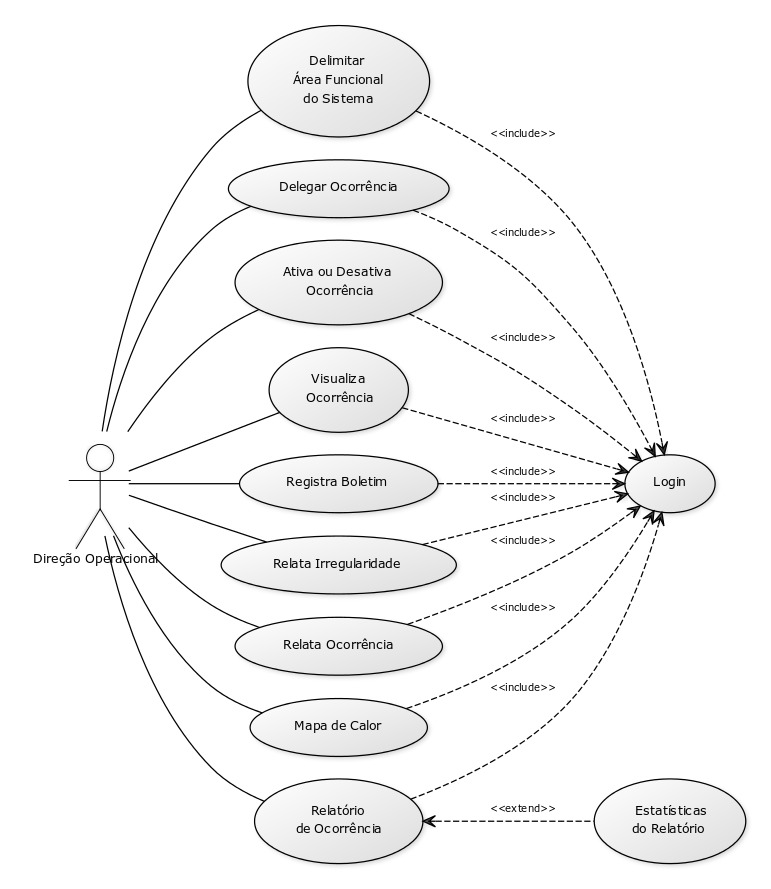 Delimitar
Área Funcional
do Sistema
<<include>>
Delegar Ocorrência
<<include>>
Ativa ou Desativa
Ocorrência
<<include>>
Visualiza
Ocorrência
<<include>>
Registra Boletim
<<include>>
Login
<<include>>
Direção Operacional
Relata Irregularidade
<<include>>
Relata Ocorrência
<<include>>
Mapa de Calor
<<include>>
Relatório
de Ocorrência
<<extend>>
Estatísticas
do Relatório